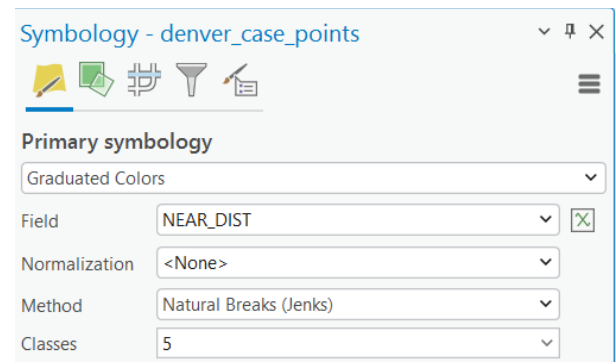 Symbology - denver_case_points
Primary symbology
Graduated Colors
Field NEAR_DIST
Normalization <None>
Method Natural Breaks (Jenks)
Classes 5